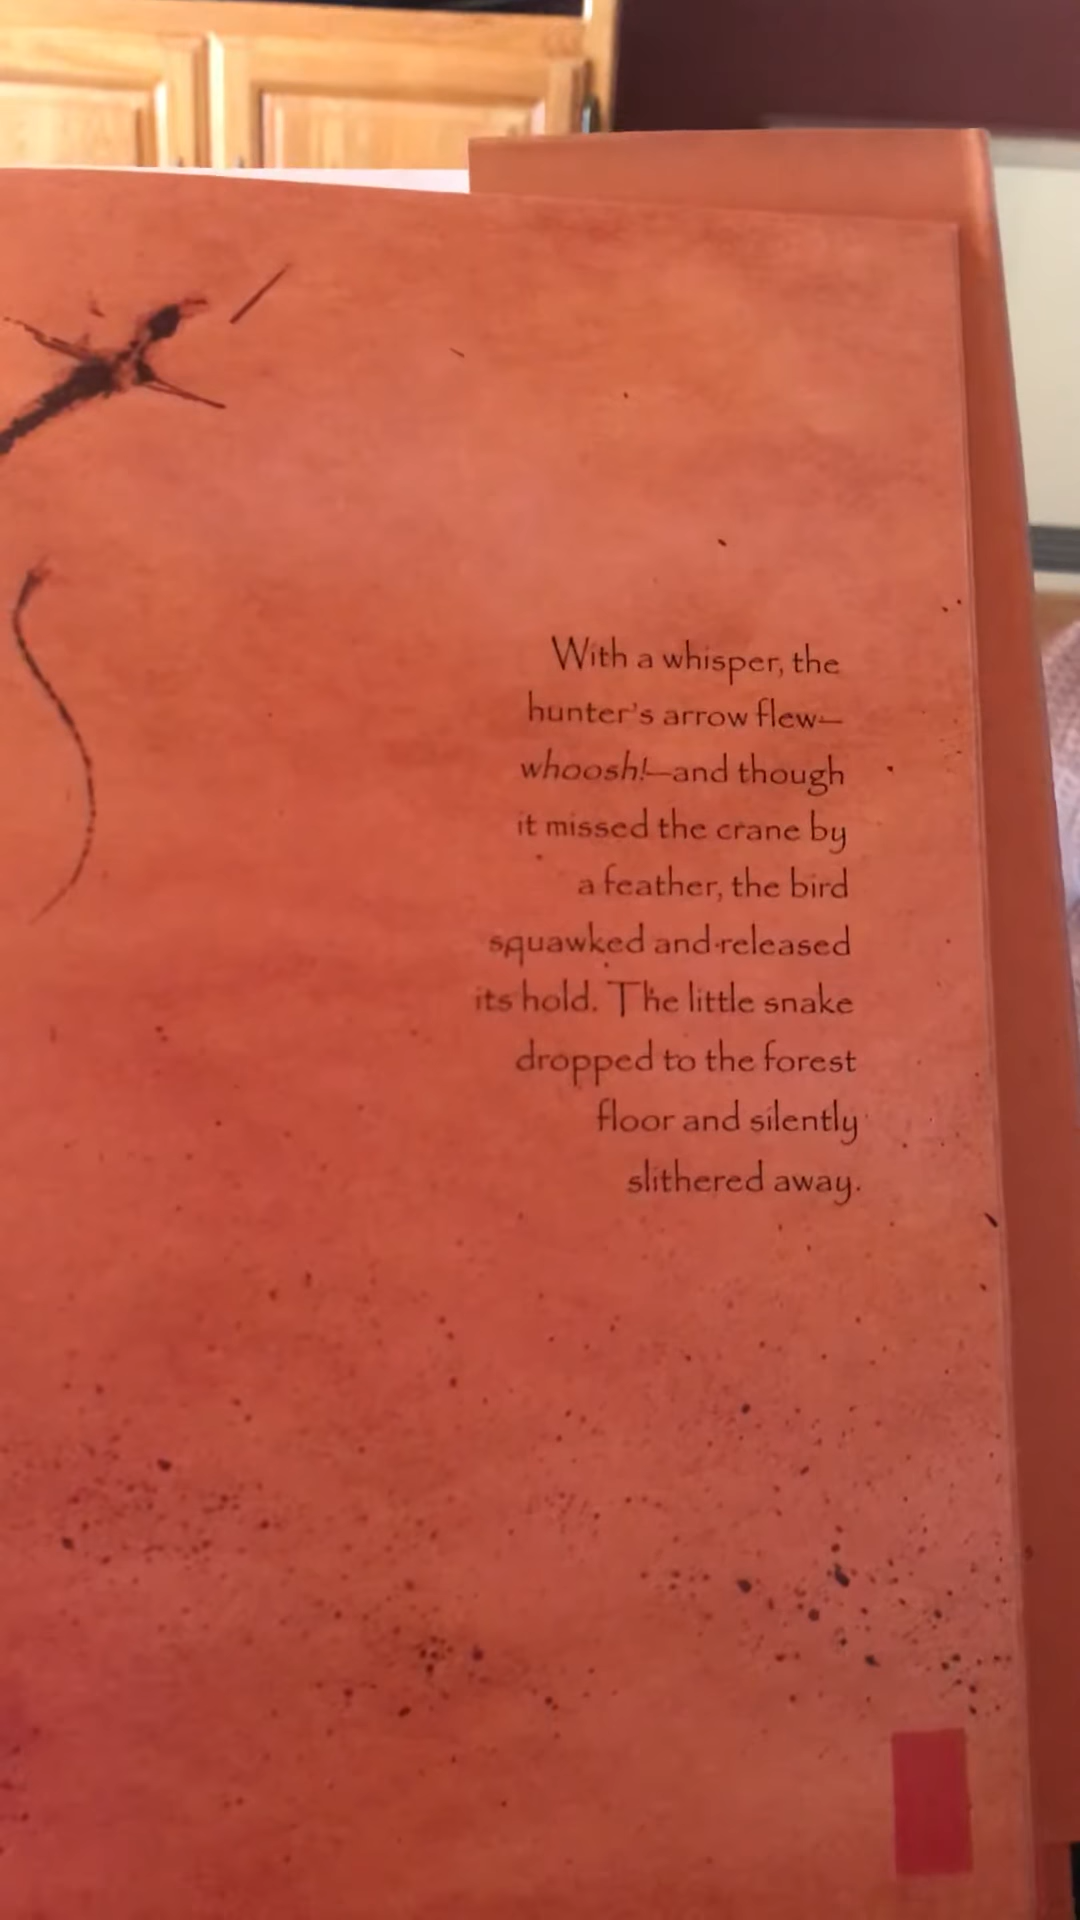 With a whisper, the
hunter's arrow flew—
whoosh!—and though
it missed the crane by
a feather, the bird
squawked and released
its hold. The little snake
dropped to the forest
floor and silently
slithered away.